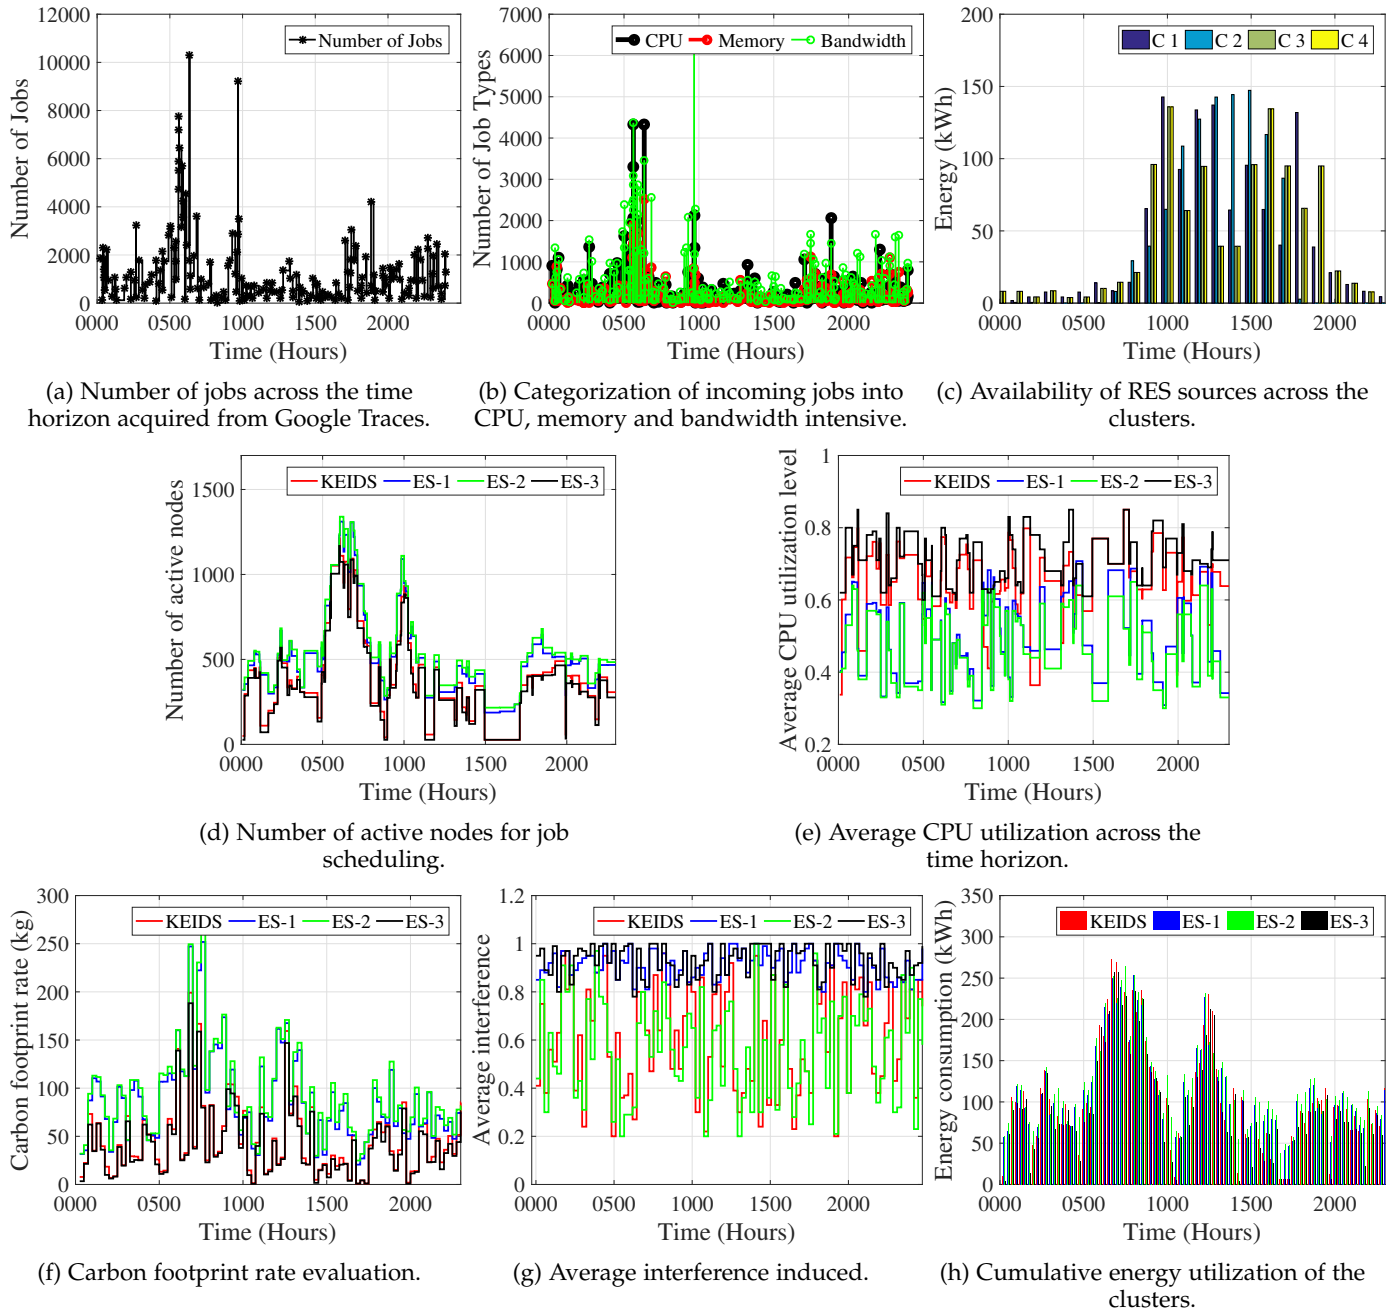 12000
10000
8000
6000
4000
2000
0
0000 0500 1000 2000
Number of Jobs
Number of Jobs
Time (Hours)
(a) Number of jobs across the time
horizon acquired from Google Traces.
7000
6000
5000
4000
3000
2000
1000
0
0000 0500 1000 2000
Number of Job Types
CPU Memory Bandwidth
Time (Hours)
(b) Categorization of incoming jobs into
CPU, memory and bandwidth intensive.
200
150
100
50
0
0000 0500 1000 1500 2000
Energy (kWh)
C 1 C 2 C 3 C 4
Time (Hours)
(c) Availability of RES sources across the
clusters.
1500
1000
500
0
0000 0500 1000 2000
Number of active nodes
KEIDS ES-1 ES-2 ES-3
Time (Hours)
(d) Number of active nodes for job
scheduling.
1
0.8
0.6
0.4
0.2
0000 0500 1000 1500 2000
Average CPU utilization level
KEIDS ES-1 ES-2 ES-3
Time (Hours)
(e) Average CPU utilization across the
time horizon.
300
250
200
150
100
50
0
0000 0500 1000 1500 2000
Carbon footprint rate (kg)
KEIDS ES-1 ES-2 ES-3
Time (Hours)
(f) Carbon footprint rate evaluation.
1.2
1
0.8
0.6
0.4
0.2
0
0000 0500 1000 1500 2000
Average interference
KEIDS ES-1 ES-2 ES-3
Time (Hours)
(g) Average interference induced.
350
300
250
200
150
100
50
0
0000 0500 1000 1500 2000
Energy consumption (kWh)
KEIDS ES-1 ES-2 ES-3
Time (Hours)
(h) Cumulative energy utilization of the
clusters.